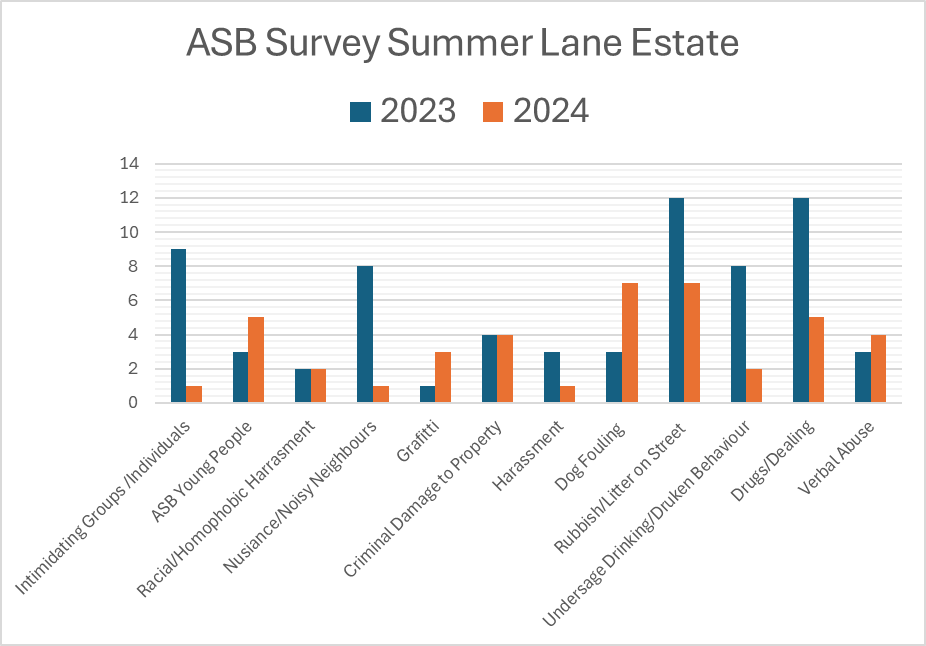 ASB Survey Summer Lane Estate
2023 2024
14
12
10
8
6
4
2
0
Intimidating Groups /Individuals
ASB Young People
Racial/Homophobic Harrasment
Nusiance/Noisy Neighbours
Grafitti
Criminal Damage to Property
Harassment
Dog Fouling
Rubbish/Litter on Street
Undersage Drinking/Druken Behaviour
Drugs/Dealing
Verbal Abuse